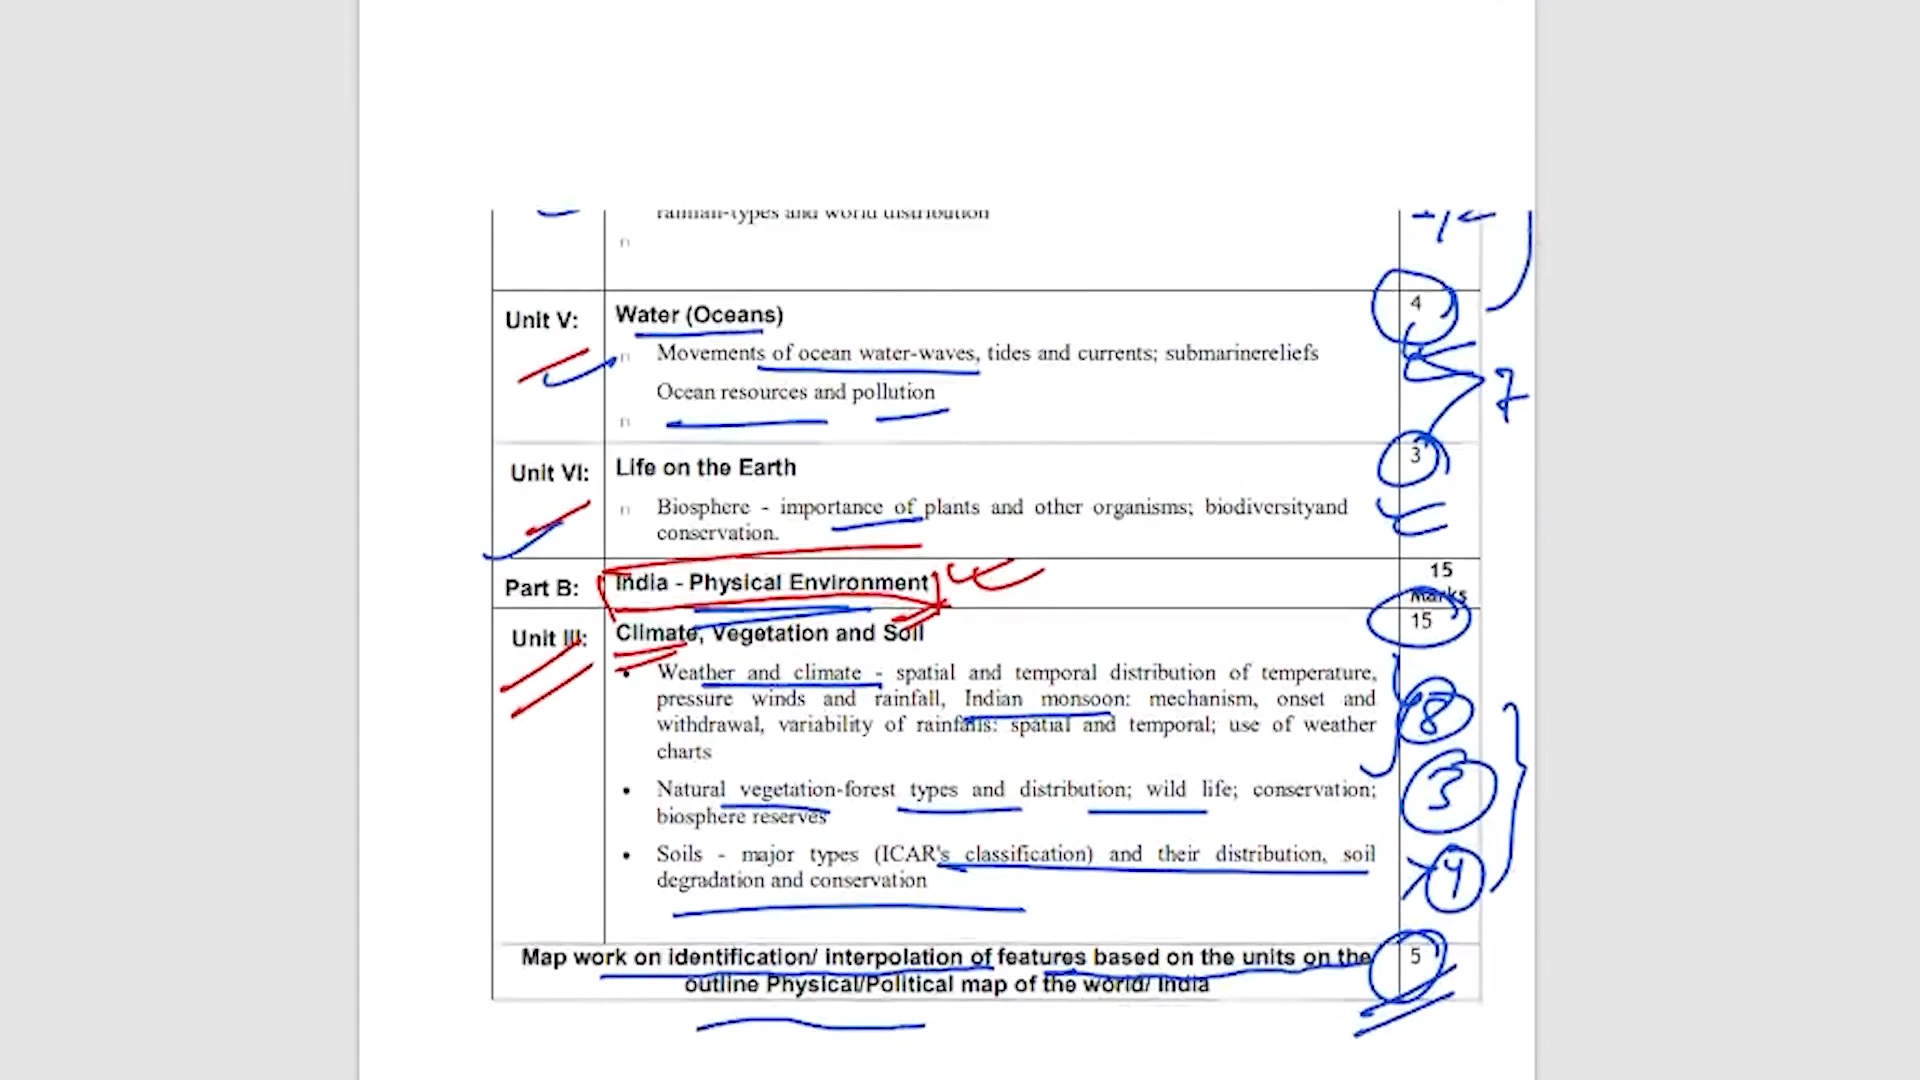 rainfall-types and world distribution
Unit V:
Water (Oceans)
4
Movements of ocean water-waves, tides and currents; submarinereliefs
Ocean resources and pollution
7
Unit VI:
Life on the Earth
3
Biosphere - importance of plants and other organisms; biodiversityand
conservation.
Part B:
India - Physical Environment
15
Marks
Unit III:
Climate, Vegetation and Soil
15
Weather and climate - spatial and temporal distribution of temperature,
pressure winds and rainfall, Indian monsoon: mechanism, onset and
withdrawal, variability of rainfalls: spatial and temporal; use of weather
charts
8
Natural vegetation-forest types and distribution; wild life; conservation;
biosphere reserves
3
Soils - major types (ICAR's classification) and their distribution, soil
degradation and conservation
4
Map work on identification/ interpolation of features based on the units on the
outline Physical/Political map of the world/ India
5